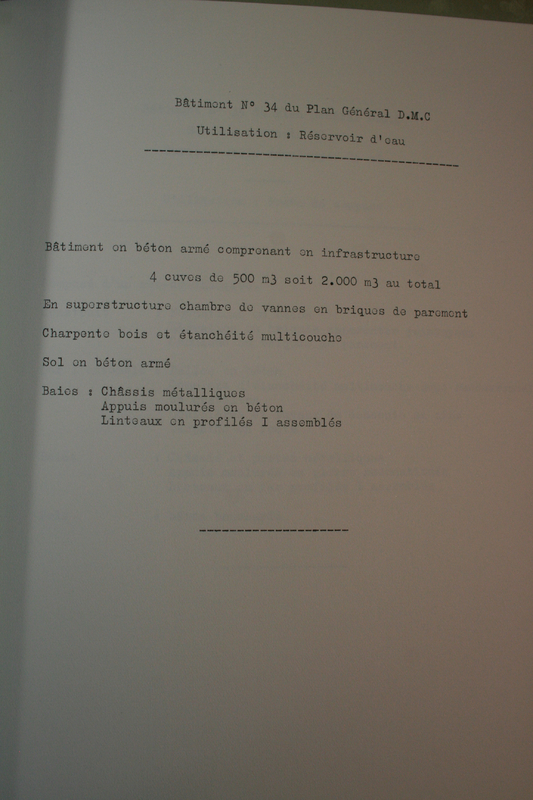 Bâtiment N° 34 du Plan Général D.M.C
Utilisation : Réservoir d'eau
Bâtiment en béton armé comprenant en infrastructure
4 cuves de 500 m3 soit 2.000 m3 au total
En superstructure chambre de vannes en briques de parement
Charpente bois et étanchéité multicouche
Sol en béton armé
Baies : Châssis métalliques
Appuis moulurés en béton
Linteaux en profilés I assemblés